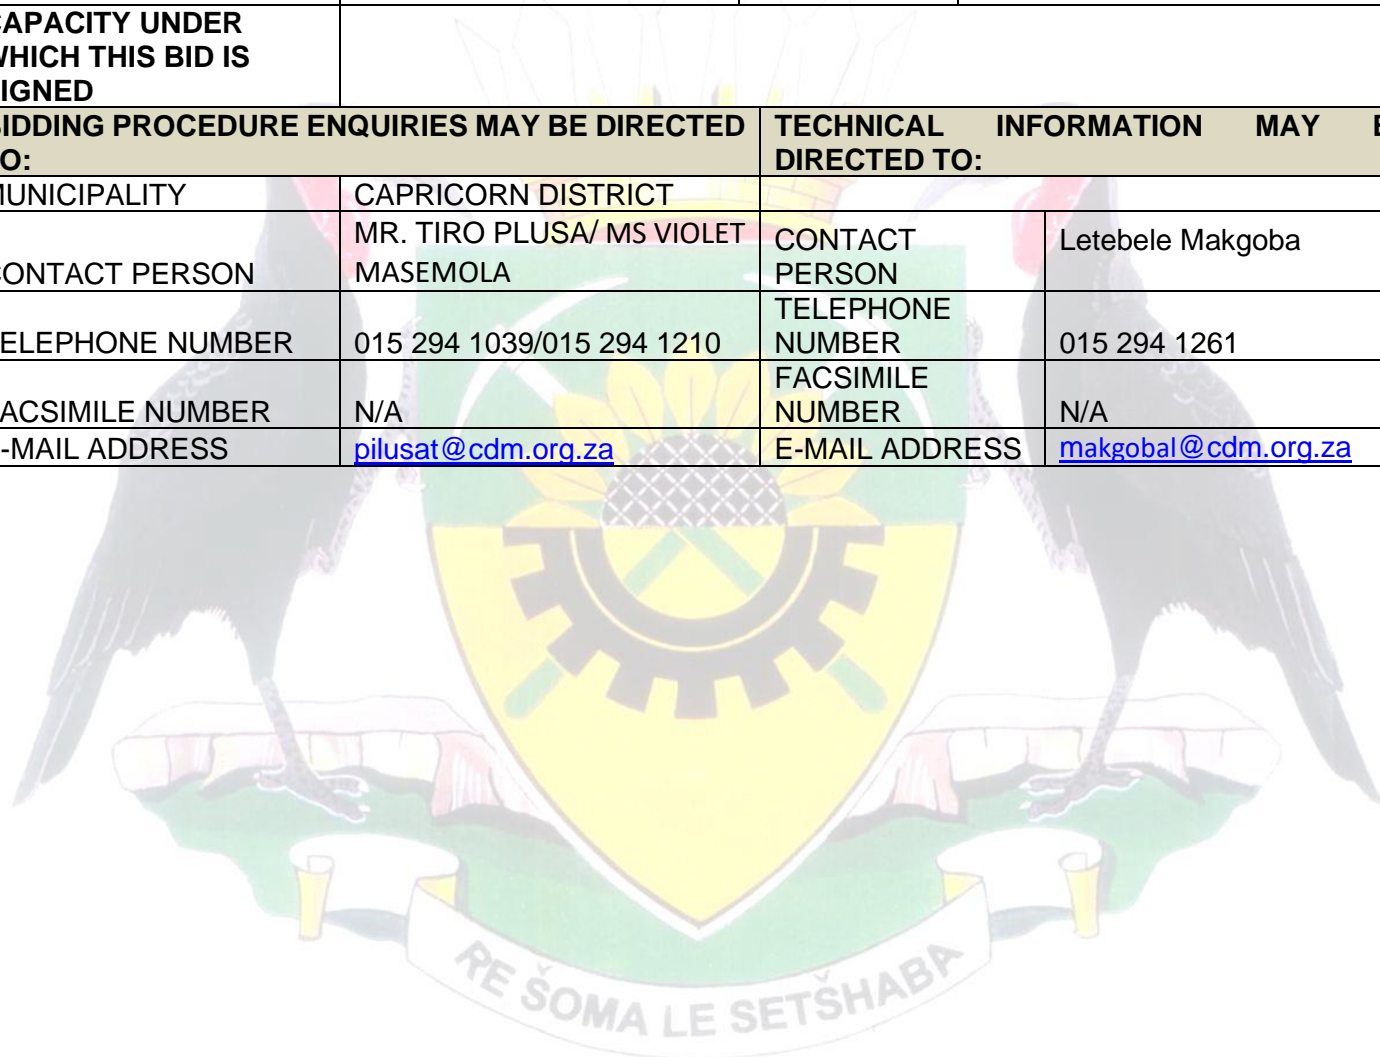 CAPACITY UNDER
WHICH THIS BID IS
SIGNED
BIDDING PROCEDURE ENQUIRIES MAY BE DIRECTED
TO:
TECHNICAL INFORMATION MAY B
DIRECTED TO:
MUNICIPALITY
CAPRICORN DISTRICT
CONTACT PERSON
MR. TIRO PLUSA/ MS VIOLET
MASEMOLA
CONTACT
PERSON
Letebele Makgoba
TELEPHONE NUMBER
015 294 1039/015 294 1210
TELEPHONE
NUMBER
015 294 1261
FACSIMILE NUMBER
N/A
FACSIMILE
NUMBER
N/A
E-MAIL ADDRESS
pilusat@cdm.org.za
E-MAIL ADDRESS
makgobal@cdm.org.za
RE ŠOMA LE SETŠHABA